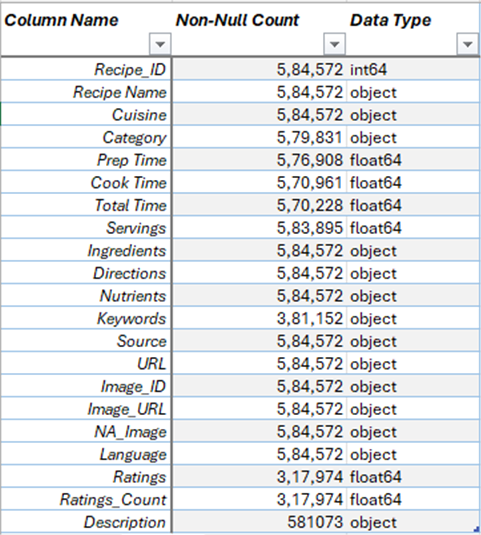 Column Name Non-Null Count Data Type
Recipe_ID 5,84,572 int64
Recipe Name 5,84,572 object
Cuisine 5,84,572 object
Category 5,79,831 object
Prep Time 5,76,908 float64
Cook Time 5,70,961 float64
Total Time 5,70,228 float64
Servings 5,83,895 float64
Ingredients 5,84,572 object
Directions 5,84,572 object
Nutrients 5,84,572 object
Keywords 3,81,152 object
Source 5,84,572 object
URL 5,84,572 object
Image_ID 5,84,572 object
Image_URL 5,84,572 object
NA_Image 5,84,572 object
Language 5,84,572 object
Ratings 3,17,974 float64
Ratings_Count 3,17,974 float64
Description 581073 object